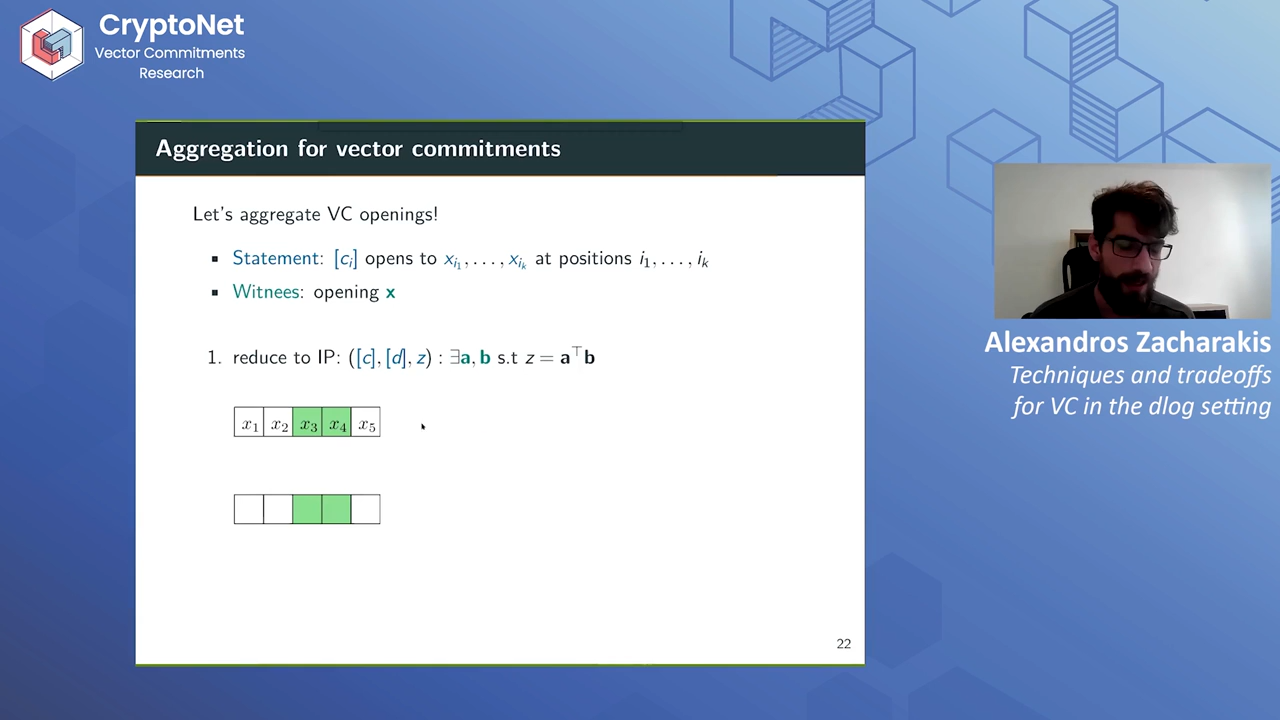 CryptoNet
Vector Commitments
Research
Aggregation for vector commitments
Let's aggregate VC openings!
▪ Statement: [c_i] opens to x_{i_1}, . . . , x_{i_k} at positions i_1, . . . , i_k
▪ Witnees: opening x
1. reduce to IP: ([c], [d], z) : ∃a, b s.t z = a^⊤b
x_1 x_2 x_3 x_4 x_5
22
Alexandros Zacharakis
Techniques and tradeoffs
for VC in the dlog setting